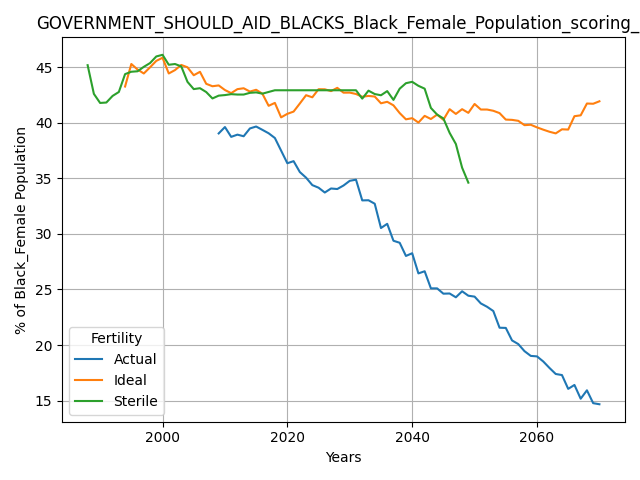 GOVERNMENT_SHOULD_AID_BLACKS_Black_Female_Population_scoring_
% of Black_Female Population
45
40
35
30
25
20
15
Fertility
Actual
Ideal
Sterile
2000
2020
2040
2060
Years